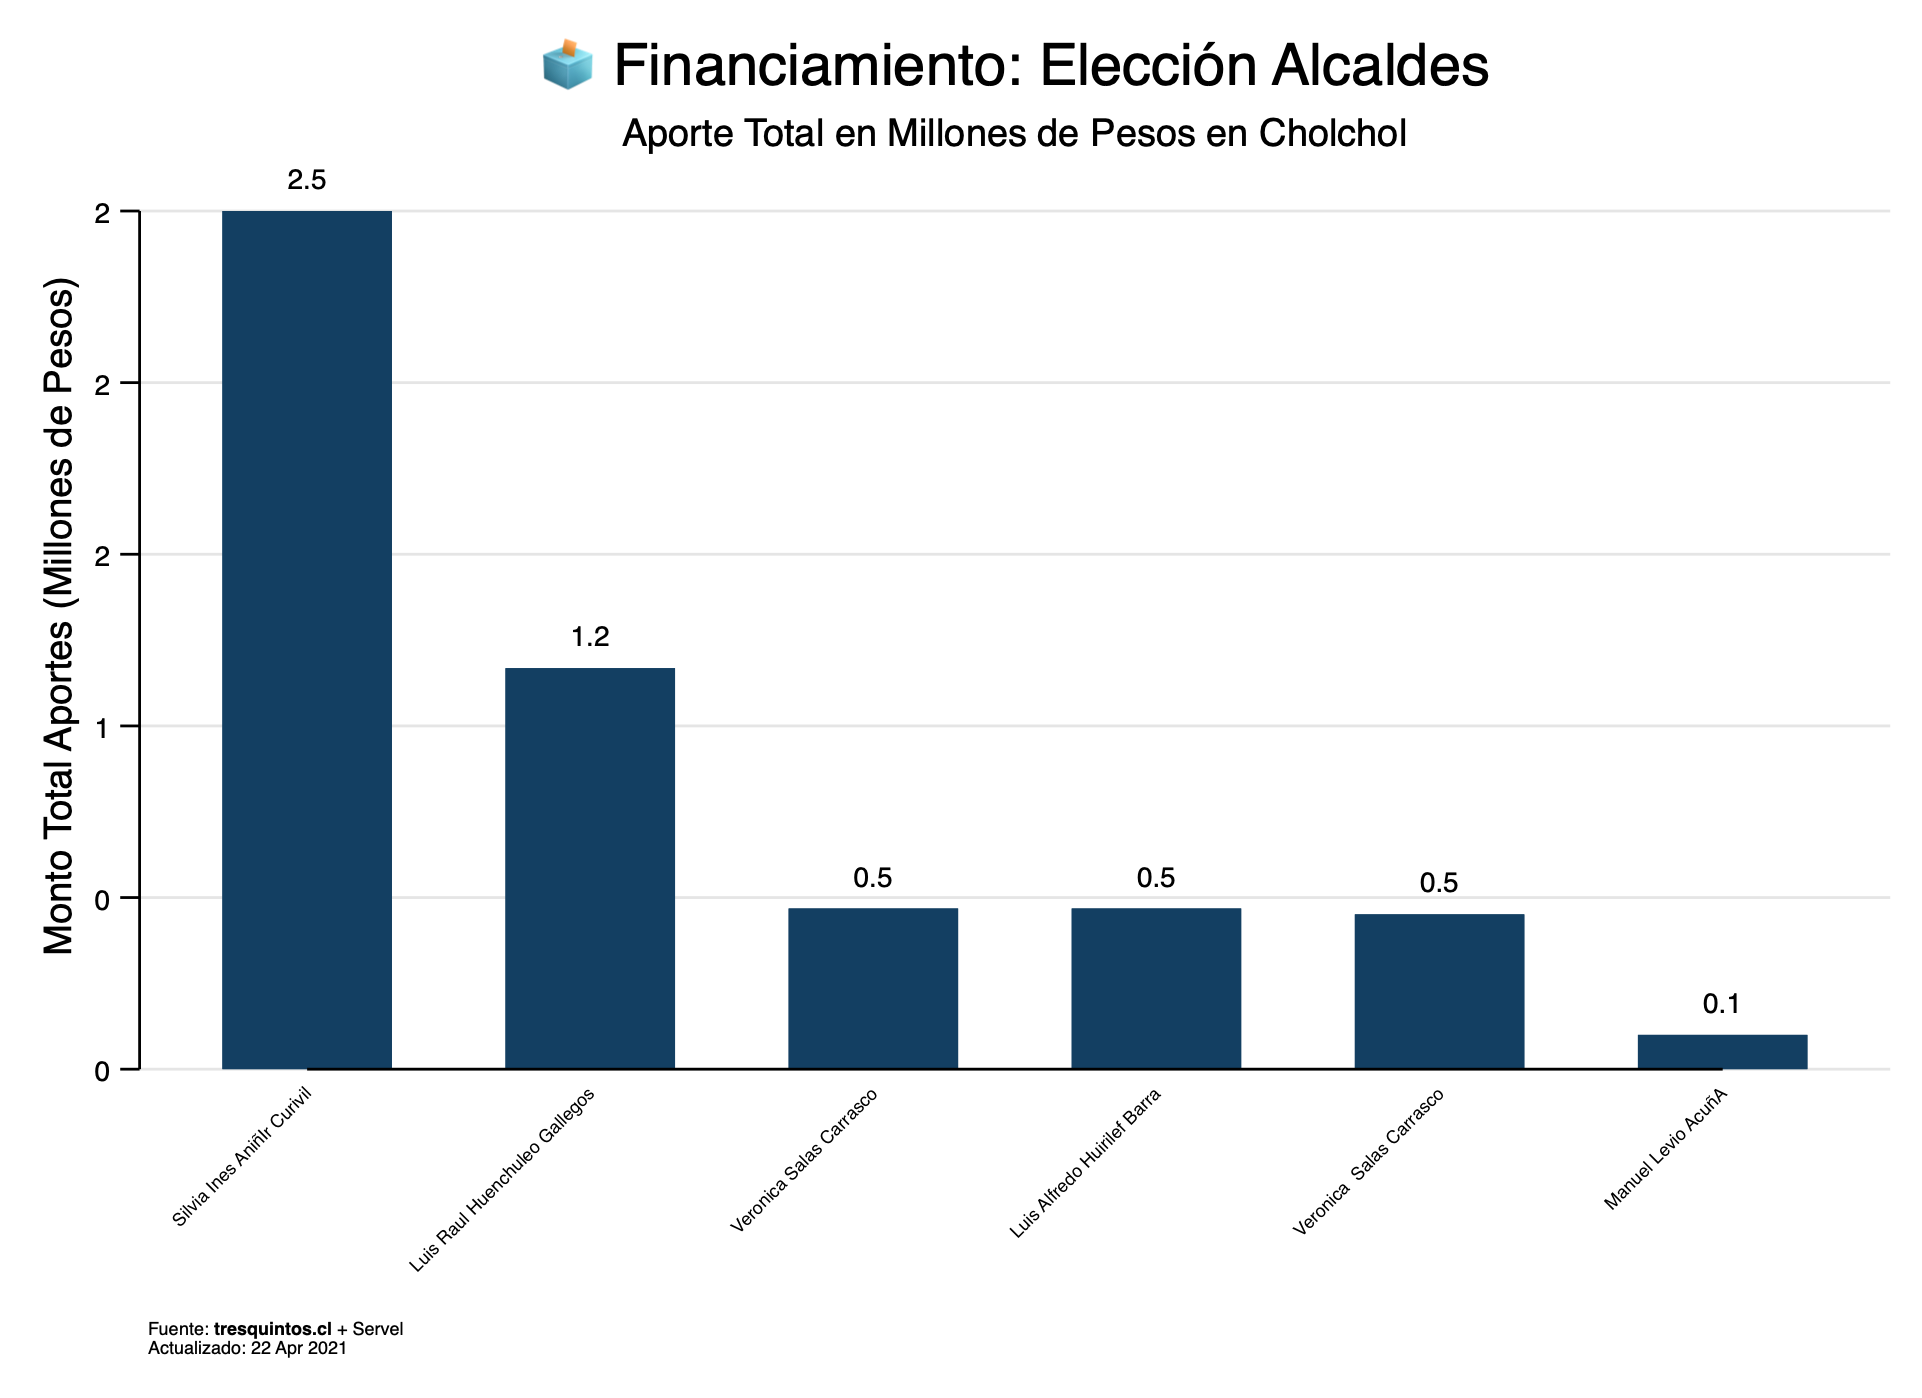 Financiamiento: Elección Alcaldes
Aporte Total en Millones de Pesos en Cholchol
Monto Total Aportes (Millones de Pesos)
2
2
2
1
0
0
2.5
1.2
0.5
0.5
0.5
0.1
Silvia Ines AniñIr Curivil
Luis Raul Huenchuleo Gallegos
Veronica Salas Carrasco
Luis Alfredo Huirilef Barra
Veronica  Salas Carrasco
Manuel Levio AcuñA
Fuente: tresquintos.cl + Servel
Actualizado: 22 Apr 2021